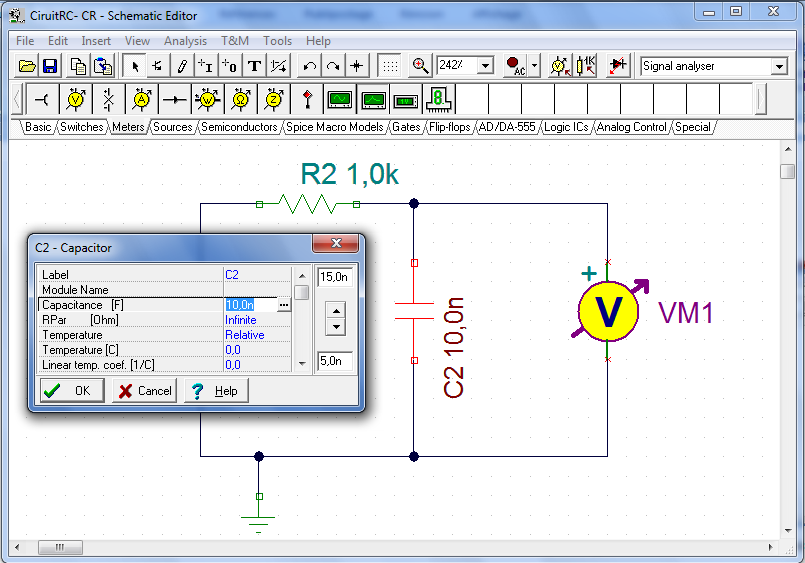 CiruitRC- CR - Schematic Editor
File Edit Insert View Analysis T&M Tools Help
I O T 242% AC 1K Signal analyser
V A W Ω Z 8.
Basic Switches Meters Sources Semiconductors Spice Macro Models Gates Flip-flops AD/DA-555 Logic ICs Analog Control Special
R2 1,0k
C2 - Capacitor
Label C2
Module Name
Capacitance [F] 10,0n ...
RPar [Ohm] Infinite
Temperature Relative
Temperature [C] 0,0
Linear temp. coef. [1/C] 0,0
15,0n
5,0n
OK Cancel ? Help
C2 10,0n
+
V
VM1